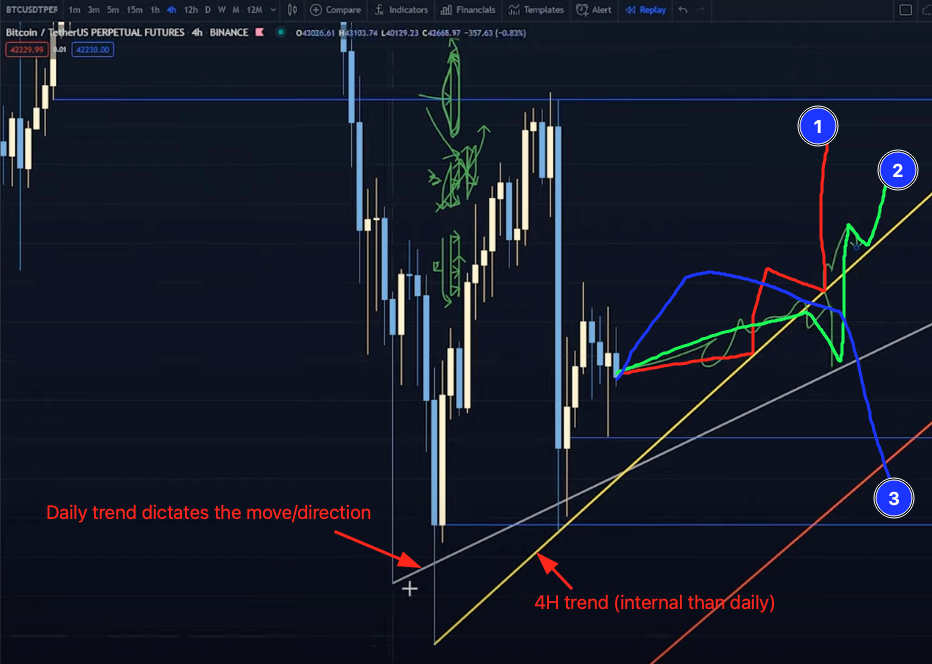 BTCUSDTPER 1m 3m 5m 15m 1h 4h 12h D W M 12M Compare Indicators Financials Templates Alert Replay
Bitcoin / TetherUS PERPETUAL FUTURES 4h BINANCE O43026.61 H43103.74 L40129.23 C42668.97 −357.63 (−0.83%)
42229.99 0.01 42230.00
1
2
3
Daily trend dictates the move/direction
4H trend (internal than daily)